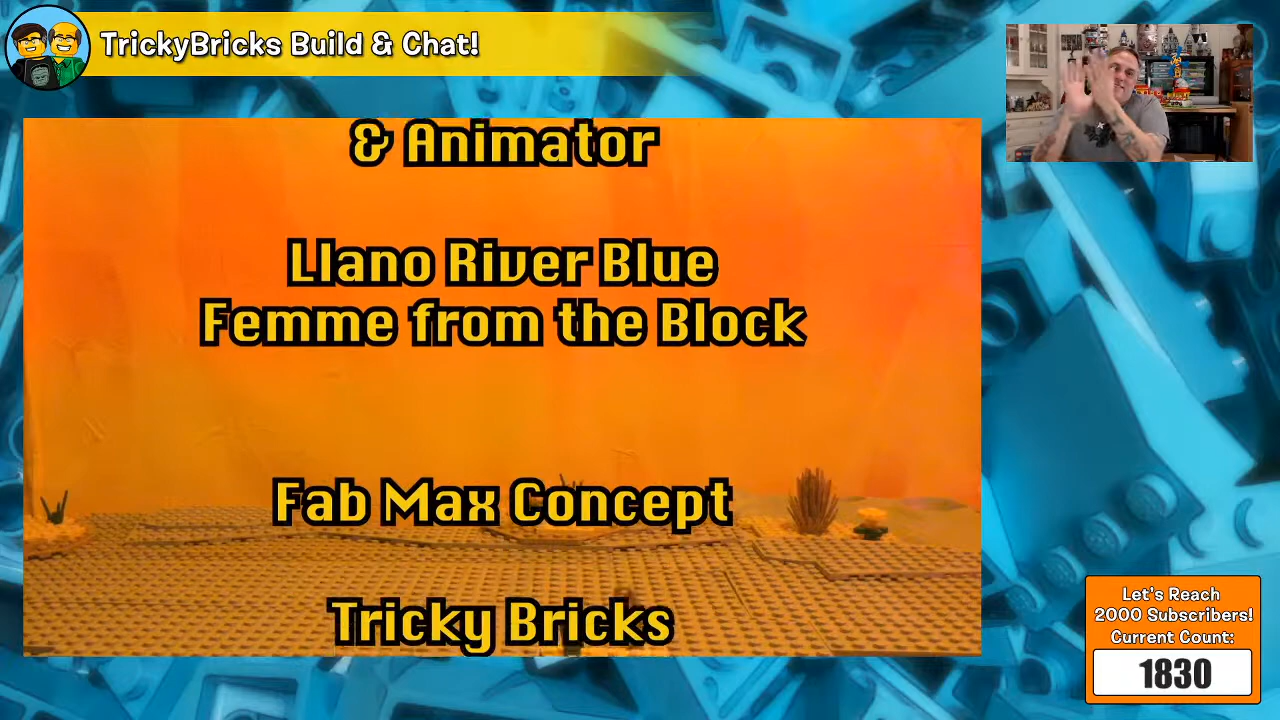 TrickyBricks Build & Chat!
& Animator
Llano River Blue
Femme from the Block
Fab Max Concept
Tricky Bricks
Let's Reach
2000 Subscribers!
Current Count:
1830